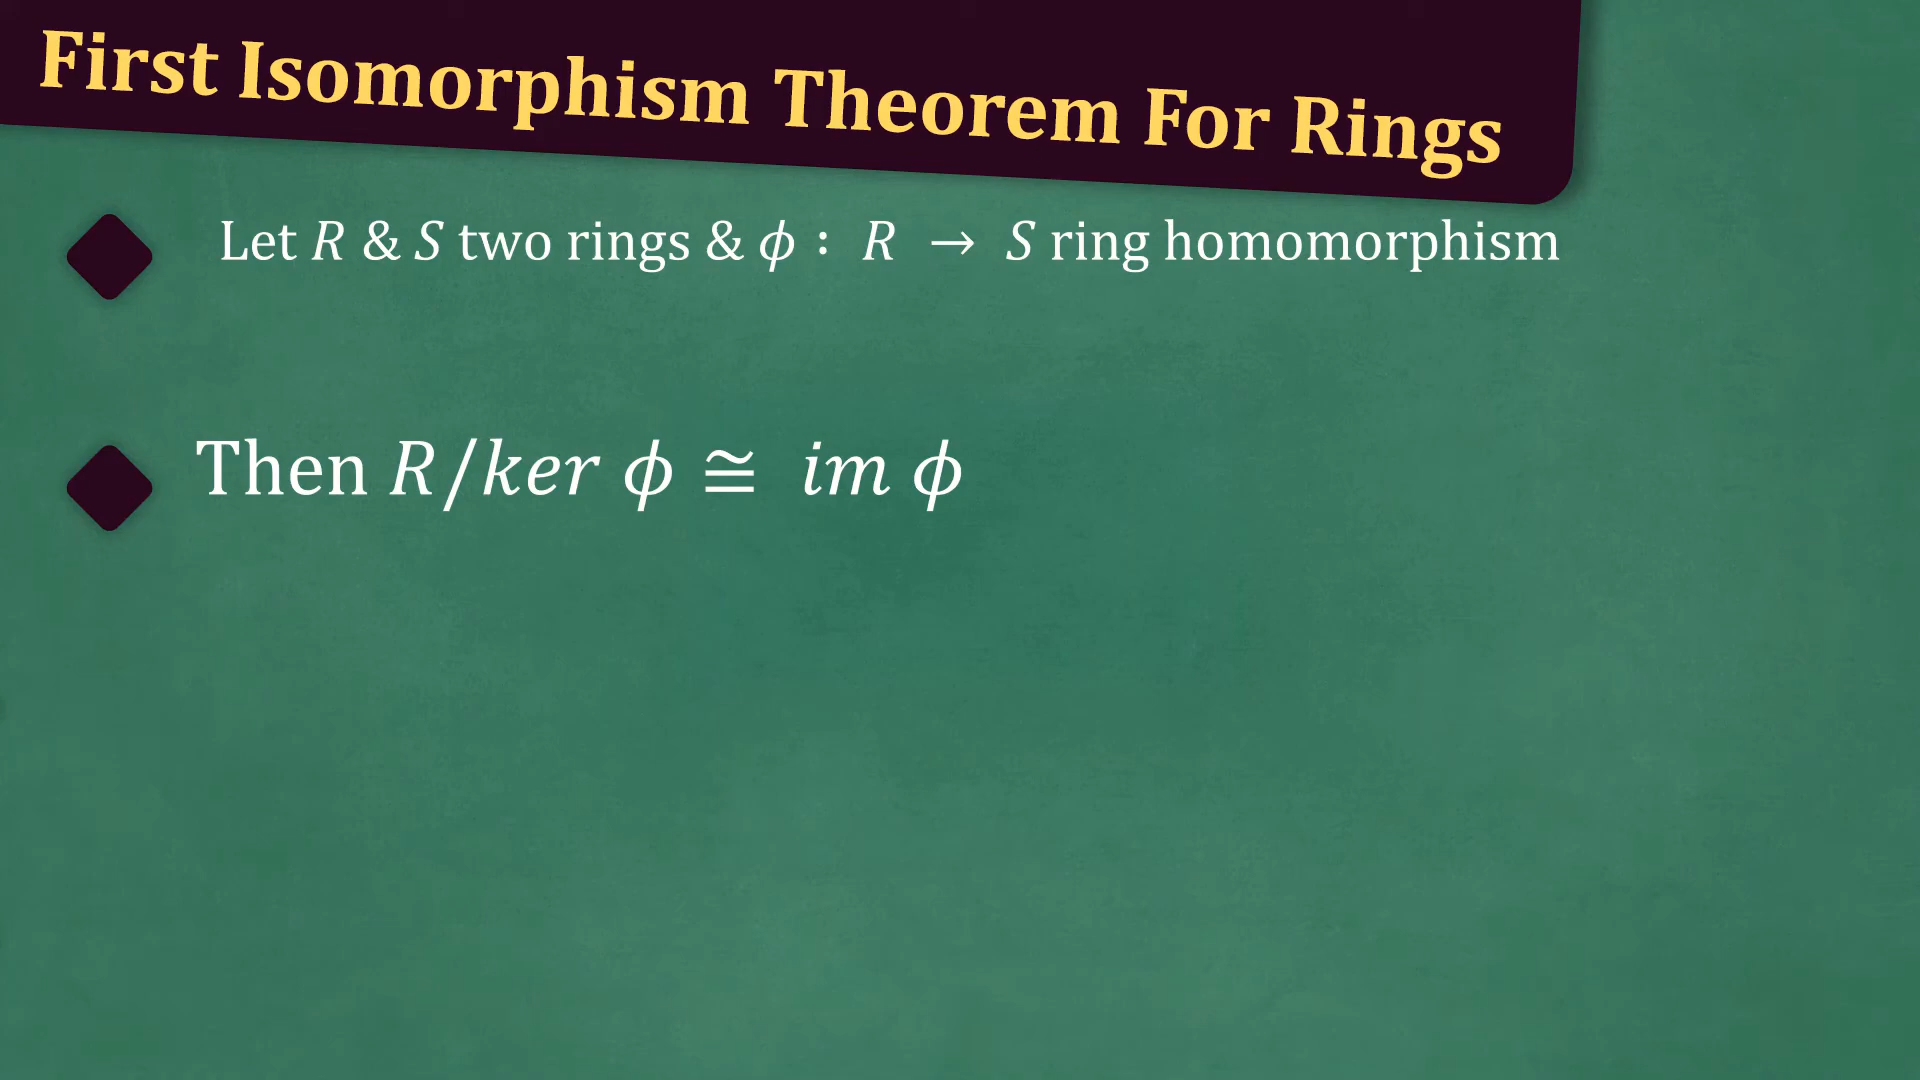 First Isomorphism Theorem For Rings
Let R & S two rings & ϕ : R → S ring homomorphism
Then R/ker ϕ ≅ im ϕ